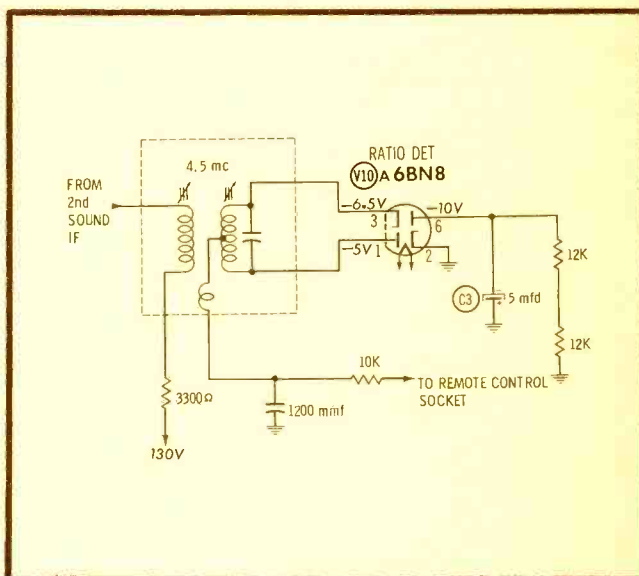 RATIO DET
V10 A 6BN8
4.5 mc
FROM
2nd
SOUND
IF
-6.5V
3
-10V
6
-5V 1
2
12K
C3
5 mfd
12K
10K
TO REMOTE CONTROL
SOCKET
3300Ω
1200 mmf
130V